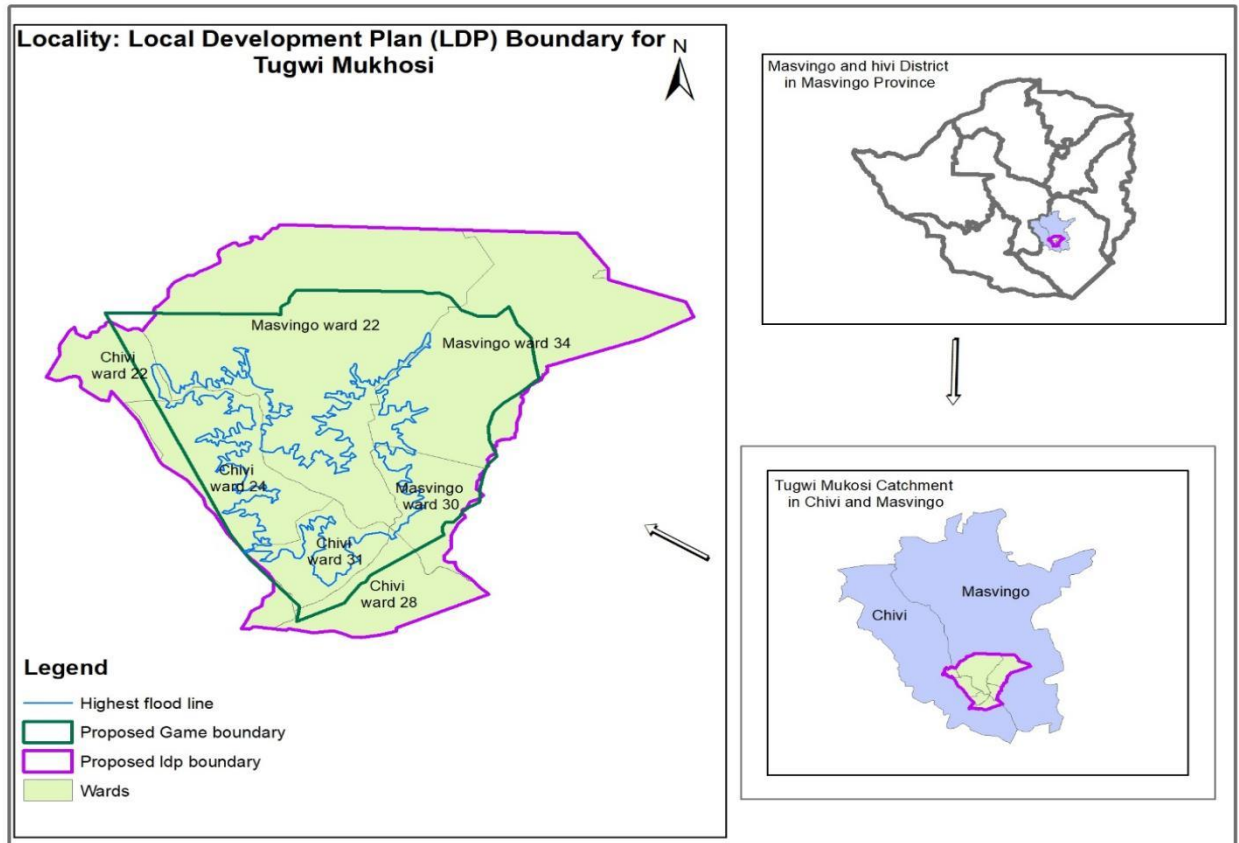 Locality: Local Development Plan (LDP) Boundary for
Tugwi Mukhosi
N
Masvingo ward 22
Masvingo ward 34
Chivi
ward 22
Chivi
ward 24
Masvingo
ward 30
Chivi
ward 31
Chivi
ward 28
Legend
Highest flood line
Proposed Game boundary
Proposed ldp boundary
Wards
Masvingo and hivi District
in Masvingo Province
Tugwi Mukosi Catchment
in Chivi and Masvingo
Masvingo
Chivi